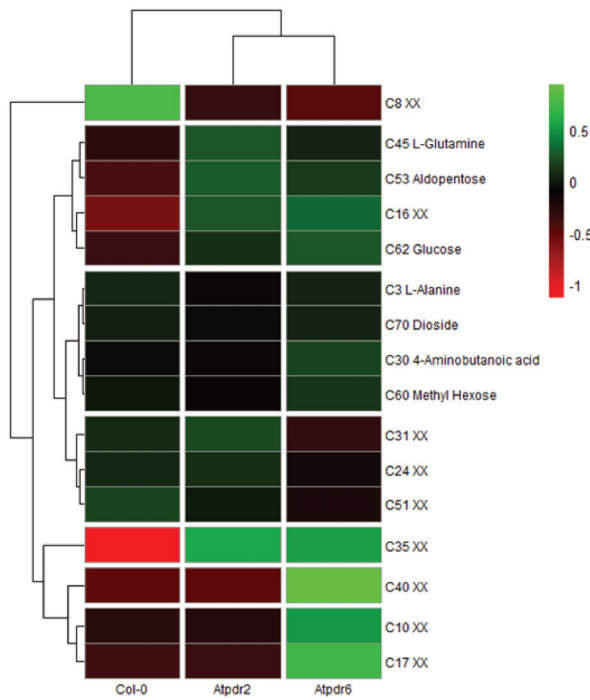 C8 XX
C45 L-Glutamine
C53 Aldopentose
C16 XX
C62 Glucose
C3 L-Alanine
C70 Dioside
C30 4-Aminobutanoic acid
C60 Methyl Hexose
C31 XX
C24 XX
C51 XX
C35 XX
C40 XX
C10 XX
C17 XX
0.5
0
-0.5
-1
Col-0 Atpdr2 Atpdr6